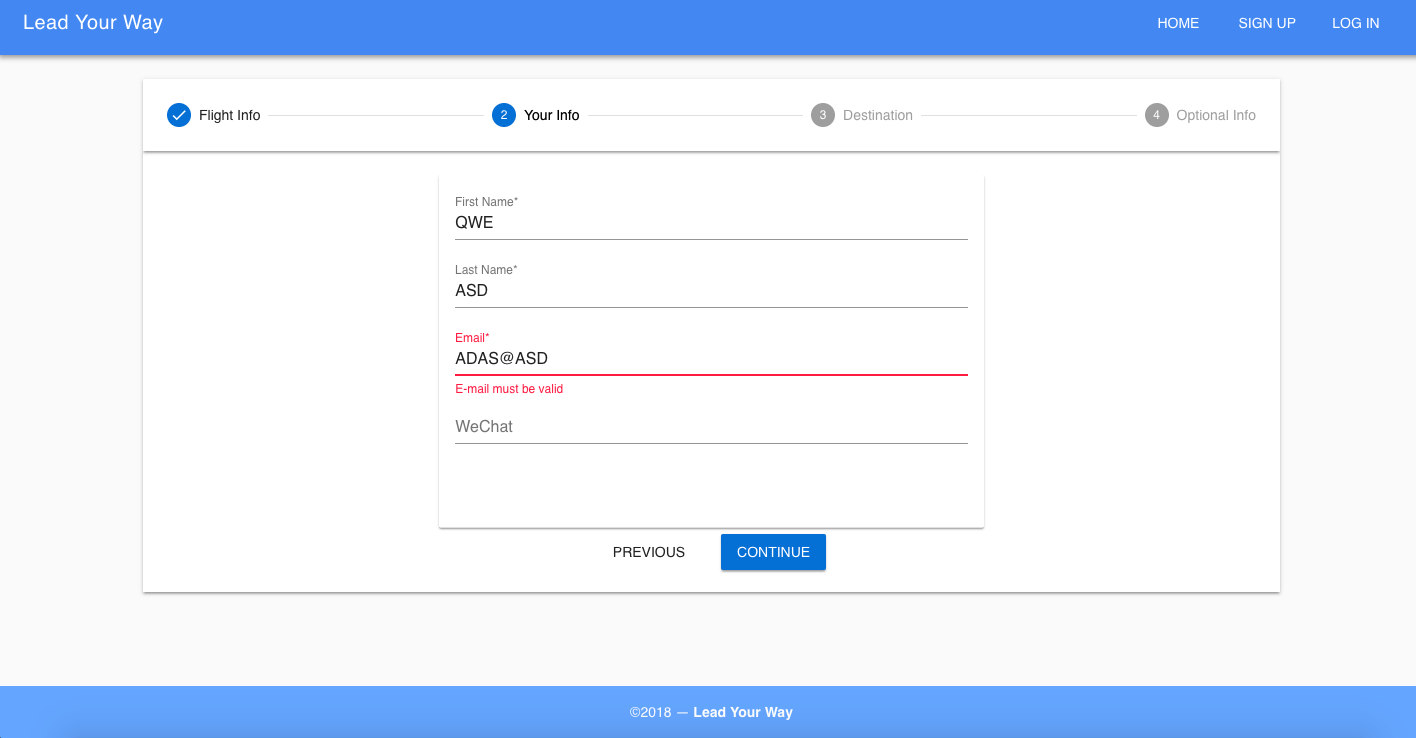 Lead Your Way HOME SIGN UP LOG IN
Flight Info 2 Your Info 3 Destination 4 Optional Info
First Name*
QWE
Last Name*
ASD
Email*
ADAS@ASD
E-mail must be valid
WeChat
PREVIOUS CONTINUE
©2018 — Lead Your Way